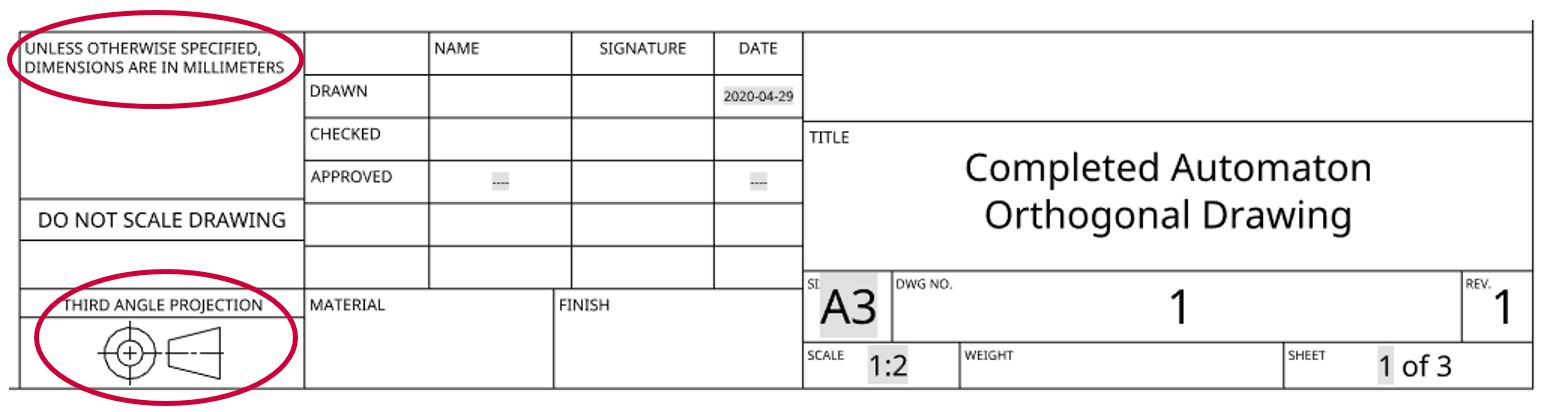 UNLESS OTHERWISE SPECIFIED,
DIMENSIONS ARE IN MILLIMETERS
DO NOT SCALE DRAWING
THIRD ANGLE PROJECTION
NAME SIGNATURE DATE
DRAWN 2020-04-29
CHECKED
APPROVED ---- ----
MATERIAL FINISH
TITLE
Completed Automaton
Orthogonal Drawing
A3 DWG NO. 1 REV. 1
SCALE 1:2 WEIGHT SHEET 1 of 3